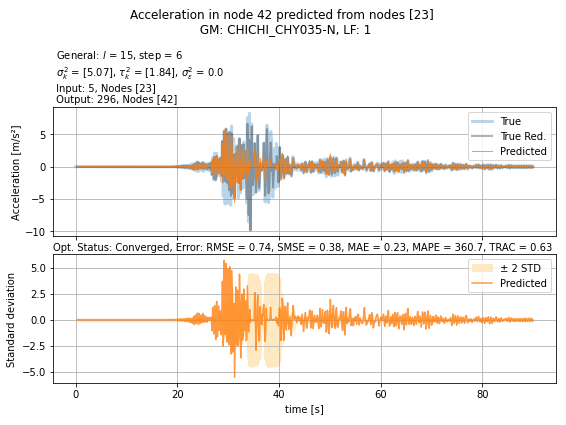 Acceleration in node 42 predicted from nodes [23]
GM: CHICHI_CHY035-N, LF: 1
General: l = 15, step = 6
σ²ₖ = [5.07], τ²ₖ = [1.84], σ²ε = 0.0
Input: 5, Nodes [23]
Output: 296, Nodes [42]
Acceleration [m/s²]
5
0
−5
−10
True
True Red.
Predicted
Opt. Status: Converged, Error: RMSE = 0.74, SMSE = 0.38, MAE = 0.23, MAPE = 360.7, TRAC = 0.63
Standard deviation
5.0
2.5
0.0
−2.5
−5.0
± 2 STD
Predicted
0 20 40 60 80
time [s]